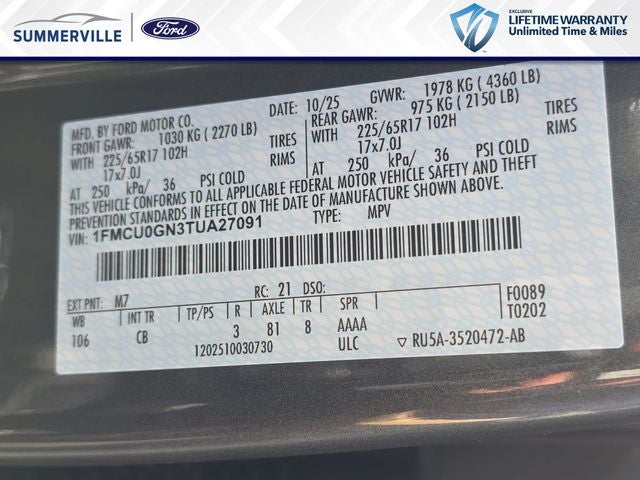 SUMMERVILLE Ford
EXCLUSIVE
LIFETIME WARRANTY
Unlimited Time & Miles
MFD. BY FORD MOTOR CO. DATE: 10/25 GVWR: 1978 KG ( 4360 LB)
FRONT GAWR: 1030 KG ( 2270 LB) REAR GAWR: 975 KG ( 2150 LB)
WITH 225/65R17 102H TIRES WITH 225/65R17 102H TIRES
17x7.0J RIMS 17x7.0J RIMS
AT 250 kPa/ 36 PSI COLD AT 250 kPa/ 36 PSI COLD
THIS VEHICLE CONFORMS TO ALL APPLICABLE FEDERAL MOTOR VEHICLE SAFETY AND THEFT
PREVENTION STANDARDS IN EFFECT ON THE DATE OF MANUFACTURE SHOWN ABOVE.
VIN: 1FMCU0GN3TUA27091 TYPE: MPV
EXT PNT: M7 RC: 21 DSO: F0089
WB INT TR TP/PS R AXLE TR SPR T0202
106 CB 3 81 8 AAAA
1202510030730 ULC RU5A-3520472-AB